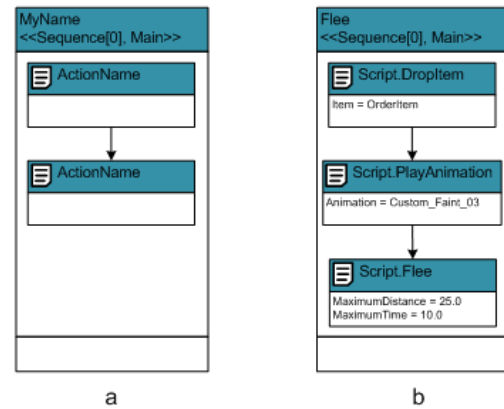 MyName
<<Sequence[0], Main>>
ActionName
ActionName
a
Flee
<<Sequence[0], Main>>
Script.DropItem
Item = OrderItem
Script.PlayAnimation
Animation = Custom_Faint_03
Script.Flee
MaximumDistance = 25.0
MaximumTime = 10.0
b